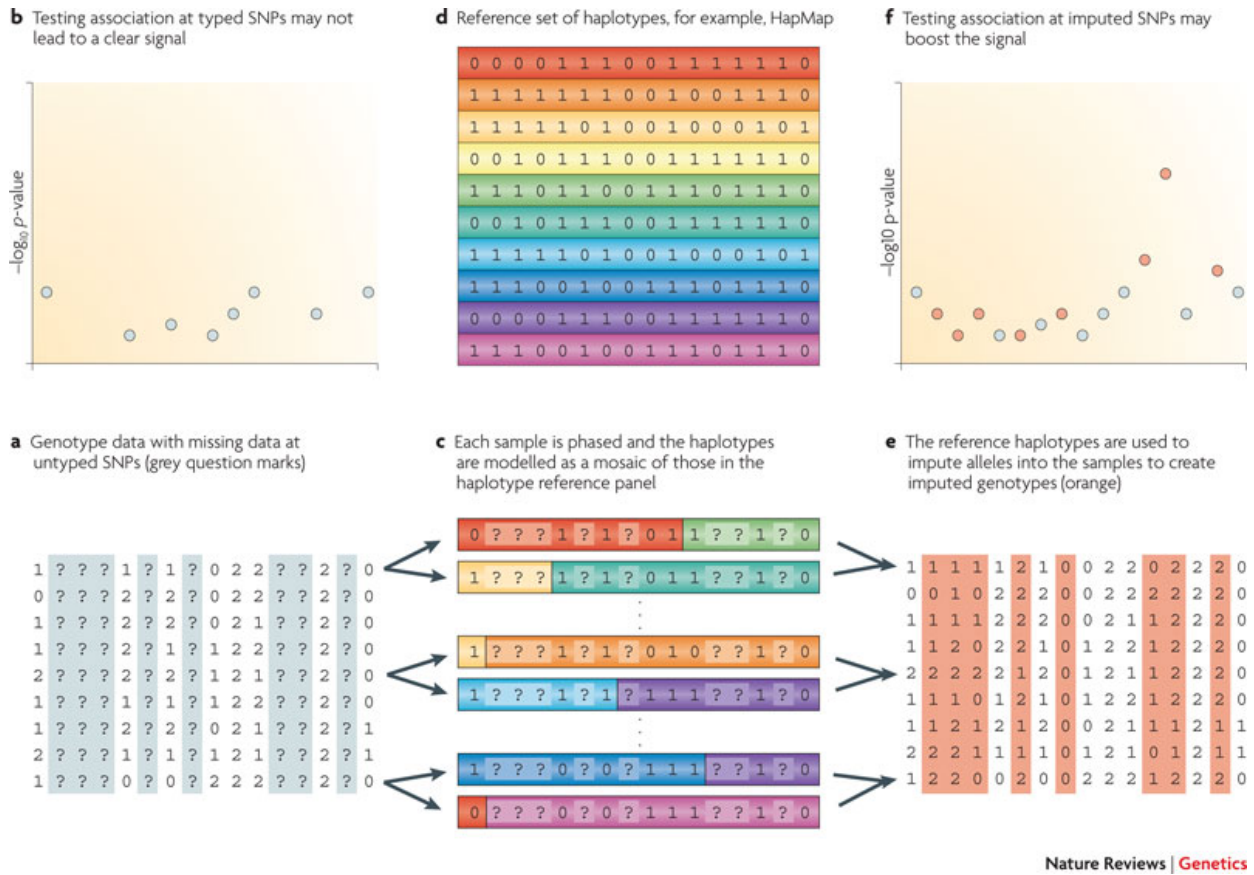 b Testing association at typed SNPs may not
lead to a clear signal
–log₁₀ p-value
d Reference set of haplotypes, for example, HapMap
0 0 0 0 1 1 1 0 0 1 1 1 1 1 1 0
1 1 1 1 1 1 1 0 0 1 0 0 1 1 1 0
1 1 1 1 1 0 1 0 0 1 0 0 0 1 0 1
0 0 1 0 1 1 1 0 0 1 1 1 1 1 1 0
1 1 1 0 1 1 0 0 1 1 1 0 1 1 1 0
0 0 1 0 1 1 1 0 0 1 1 1 1 1 1 0
1 1 1 1 1 0 1 0 0 1 0 0 0 1 0 1
1 1 1 0 0 1 0 0 1 1 1 0 1 1 1 0
0 0 0 0 1 1 1 0 0 1 1 1 1 1 1 0
1 1 1 0 0 1 0 0 1 1 1 0 1 1 1 0
f Testing association at imputed SNPs may
boost the signal
–log10 p-value
a Genotype data with missing data at
untyped SNPs (grey question marks)
1 ? ? ? 1 ? 1 ? 0 2 2 ? ? 2 ? 0
0 ? ? ? 2 ? 2 ? 0 2 2 ? ? 2 ? 0
1 ? ? ? 2 ? 2 ? 0 2 1 ? ? 2 ? 0
1 ? ? ? 2 ? 1 ? 1 2 2 ? ? 2 ? 0
2 ? ? ? 2 ? 1 ? 1 2 1 ? ? 2 ? 0
1 ? ? ? 1 ? 1 ? 1 2 2 ? ? 2 ? 0
1 ? ? ? 2 ? 2 ? 0 2 1 ? ? 2 ? 1
2 ? ? ? 1 ? 1 ? 1 2 1 ? ? 2 ? 1
1 ? ? ? 0 ? 0 ? 2 2 2 ? ? 2 ? 0
c Each sample is phased and the haplotypes
are modelled as a mosaic of those in the
haplotype reference panel
0 ? ? ? 1 ? 1 ? 0 1 1 ? ? 1 ? 0
1 ? ? ? 1 ? 1 ? 0 1 1 ? ? 1 ? 0
1 ? ? ? 1 ? 1 ? 0 1 0 ? ? 1 ? 0
1 ? ? ? 1 ? 1 ? 1 1 1 ? ? 1 ? 0
1 ? ? ? 0 ? 0 ? 1 1 1 ? ? 1 ? 0
0 ? ? ? 0 ? 0 ? 1 1 1 ? ? 1 ? 0
e The reference haplotypes are used to
impute alleles into the samples to create
imputed genotypes (orange)
1 1 1 1 1 2 1 0 0 2 2 0 2 2 2 0
0 0 1 0 2 2 2 0 0 2 2 2 2 2 2 0
1 1 1 1 2 2 2 0 0 2 1 1 2 2 2 0
1 1 2 0 2 2 1 0 1 2 2 1 2 2 2 0
2 2 2 2 2 1 2 0 1 2 1 1 2 2 2 0
1 1 1 0 1 2 1 0 1 2 2 1 2 2 2 0
1 1 2 1 2 1 2 0 0 2 1 1 1 2 1 1
2 2 2 1 1 1 1 0 1 2 1 0 1 2 1 1
1 2 2 0 0 2 0 0 2 2 2 1 2 2 2 0
Nature Reviews | Genetics